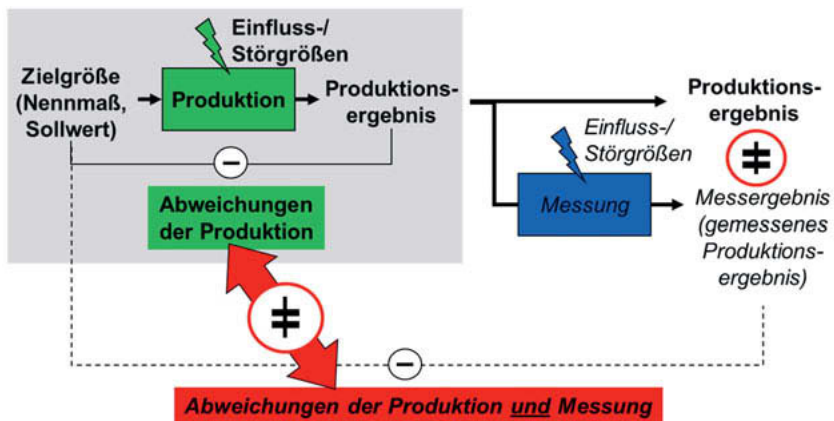 Einfluss-/
Störgrößen
Zielgröße
(Nennmaß,
Sollwert)
Produktion
Produktions-
ergebnis
−
Abweichungen
der Produktion
Einfluss-/
Störgrößen
Messung
Produktions-
ergebnis
≠
Messergebnis
(gemessenes
Produktions-
ergebnis)
≠
−
Abweichungen der Produktion und Messung